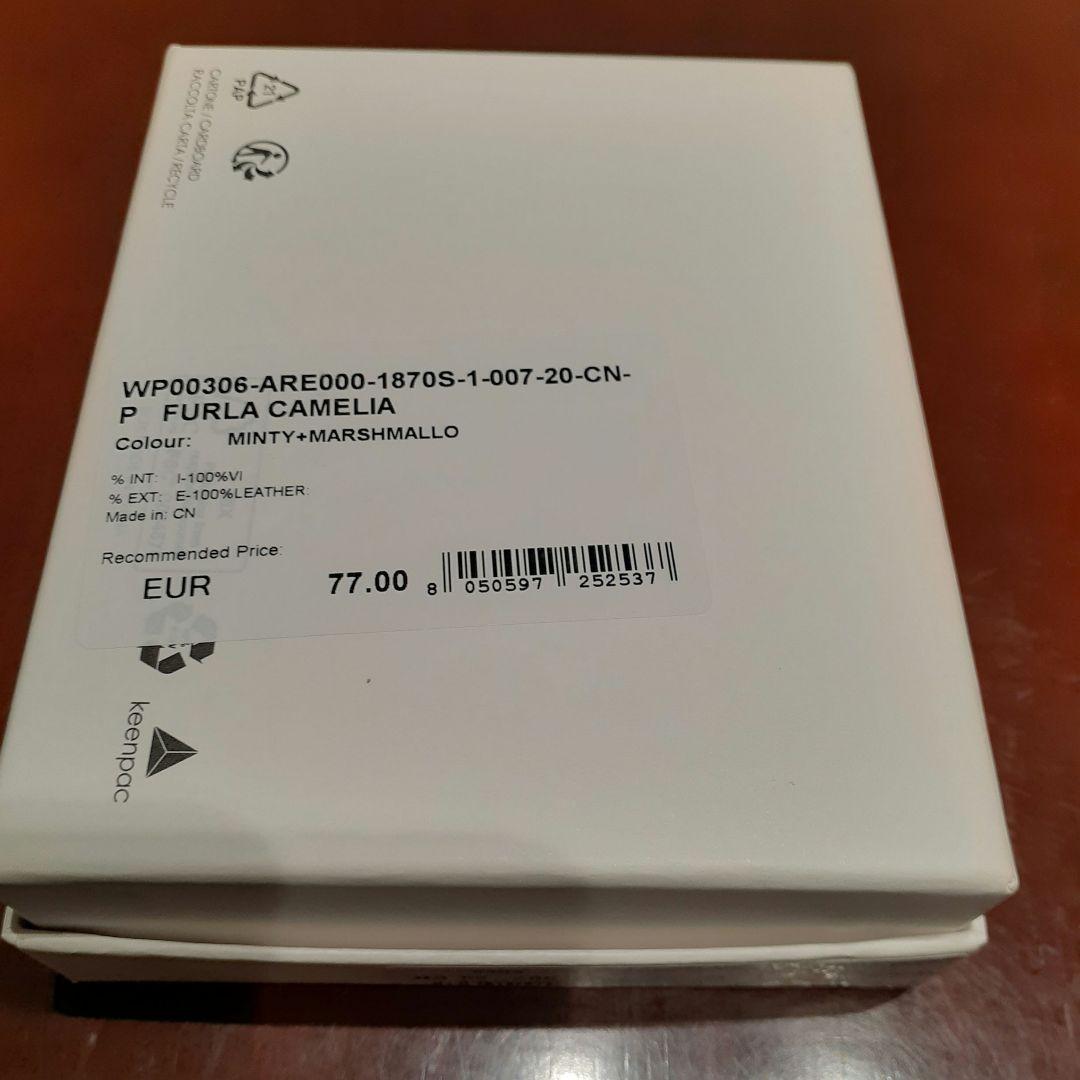 21
PAP
CARTONE / CARDBOARD
RACCOLTA CARTA / RECYCLE
WP00306-ARE000-1870S-1-007-20-CN-
P FURLA CAMELIA
Colour: MINTY+MARSHMALLO
% INT: I-100%VI
% EXT: E-100%LEATHER:
Made in: CN
Recommended Price:
EUR 77.00
8 050597 252537
keenpac